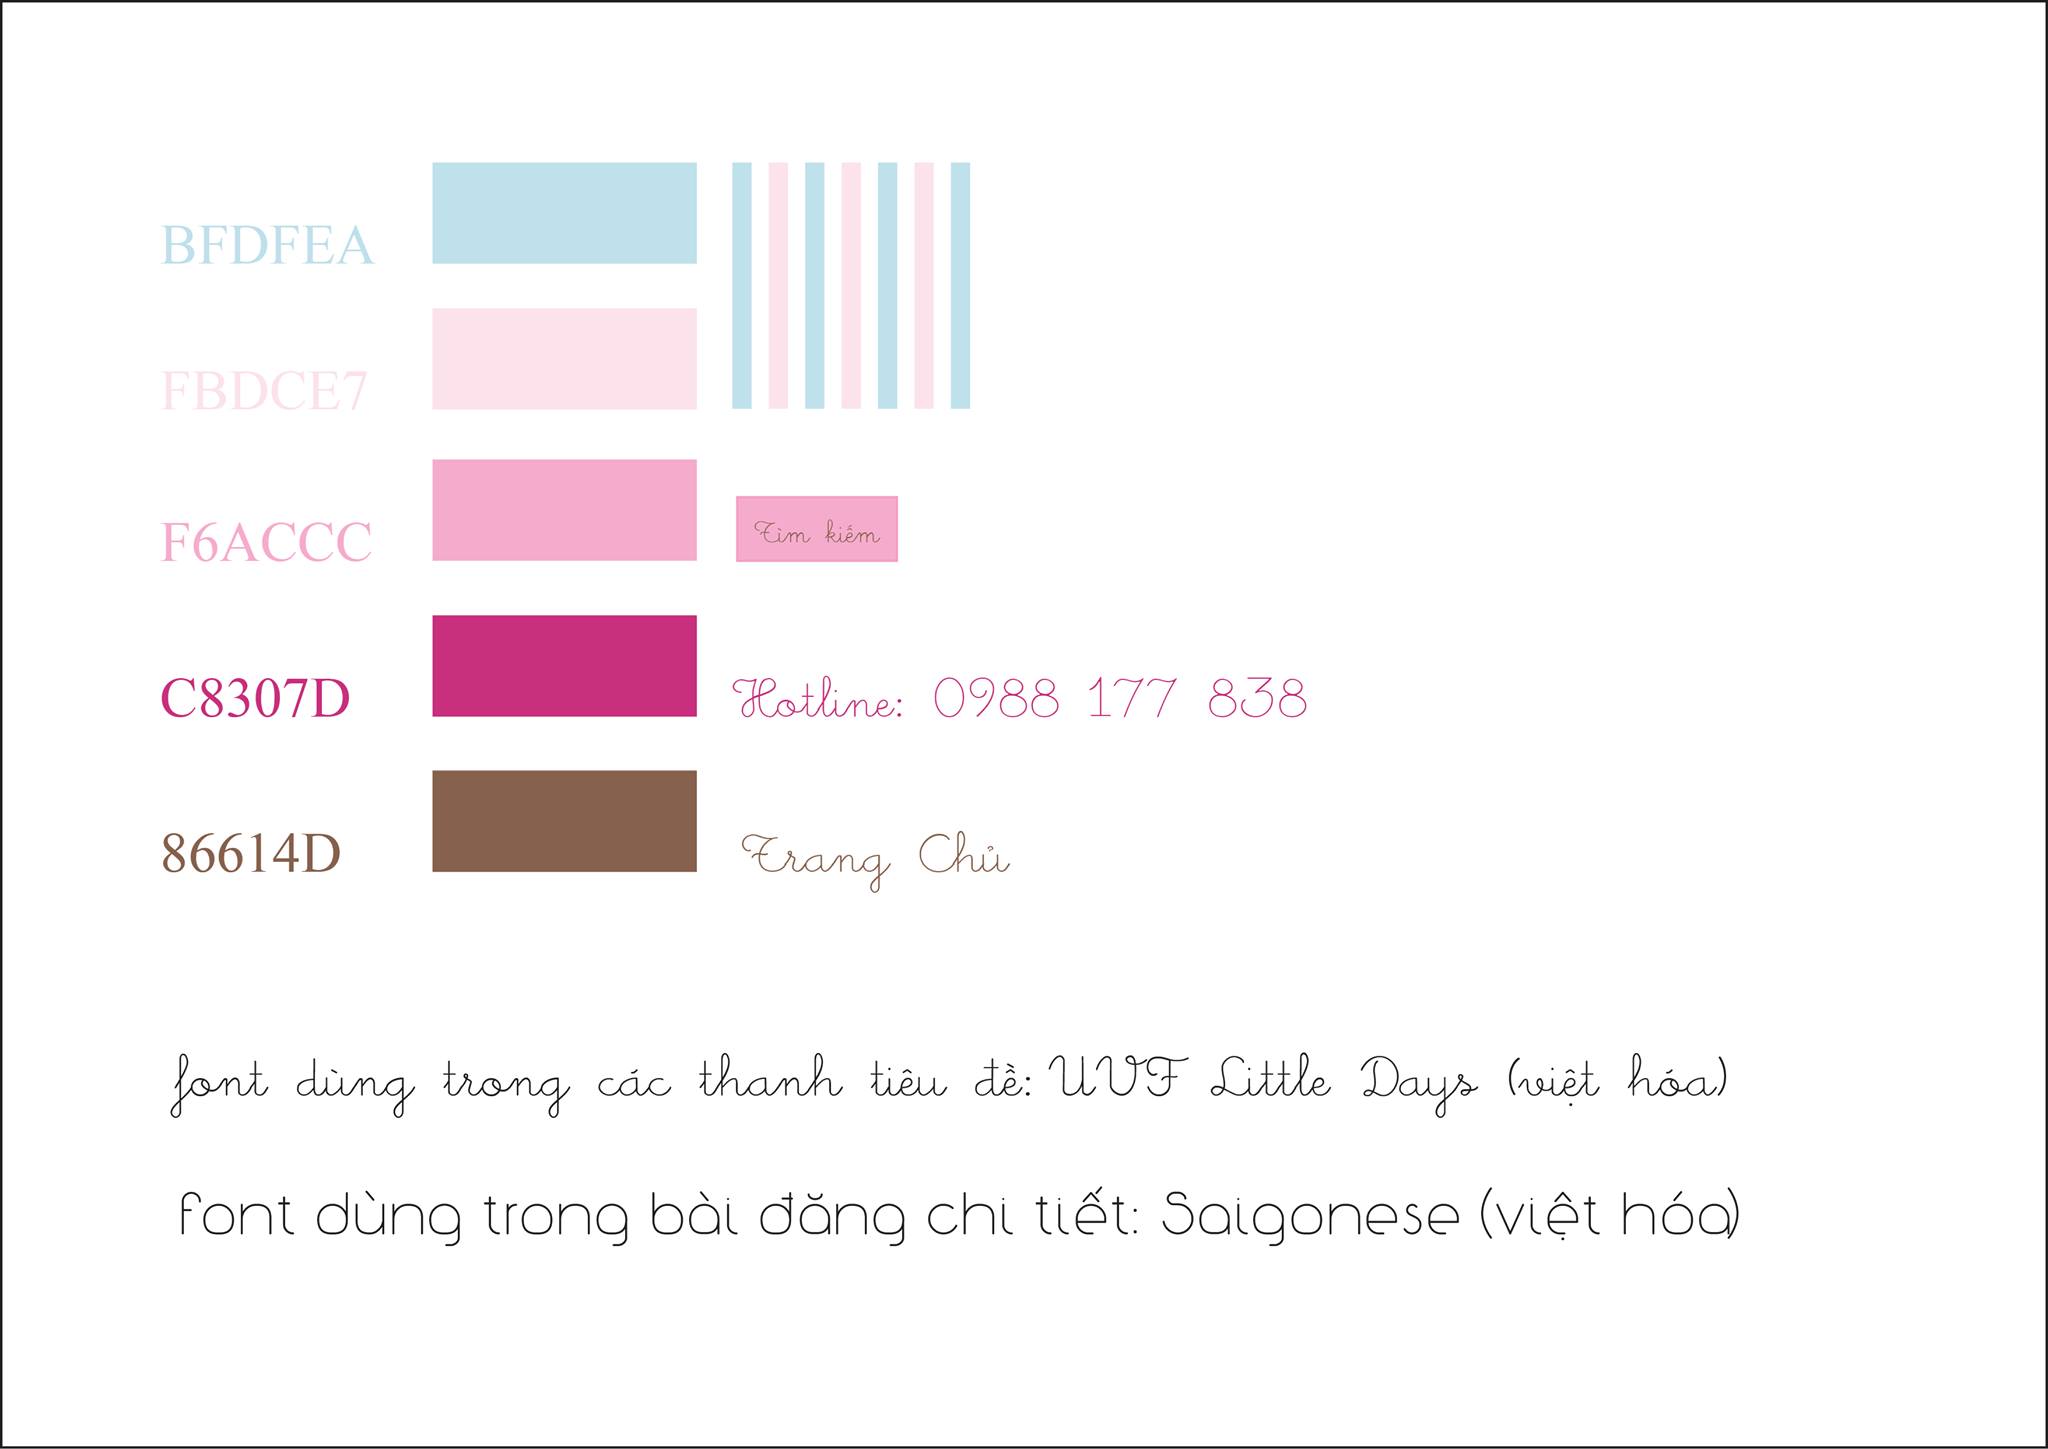 BFDFEA
FBDCE7
F6ACCC
Tìm kiếm
C8307D
Hotline: 0988 177 838
86614D
Trang Chủ
font dùng trong các thanh tiêu đề: UVF Little Days (việt hóa)
font dùng trong bài đăng chi tiết: Saigonese (việt hóa)